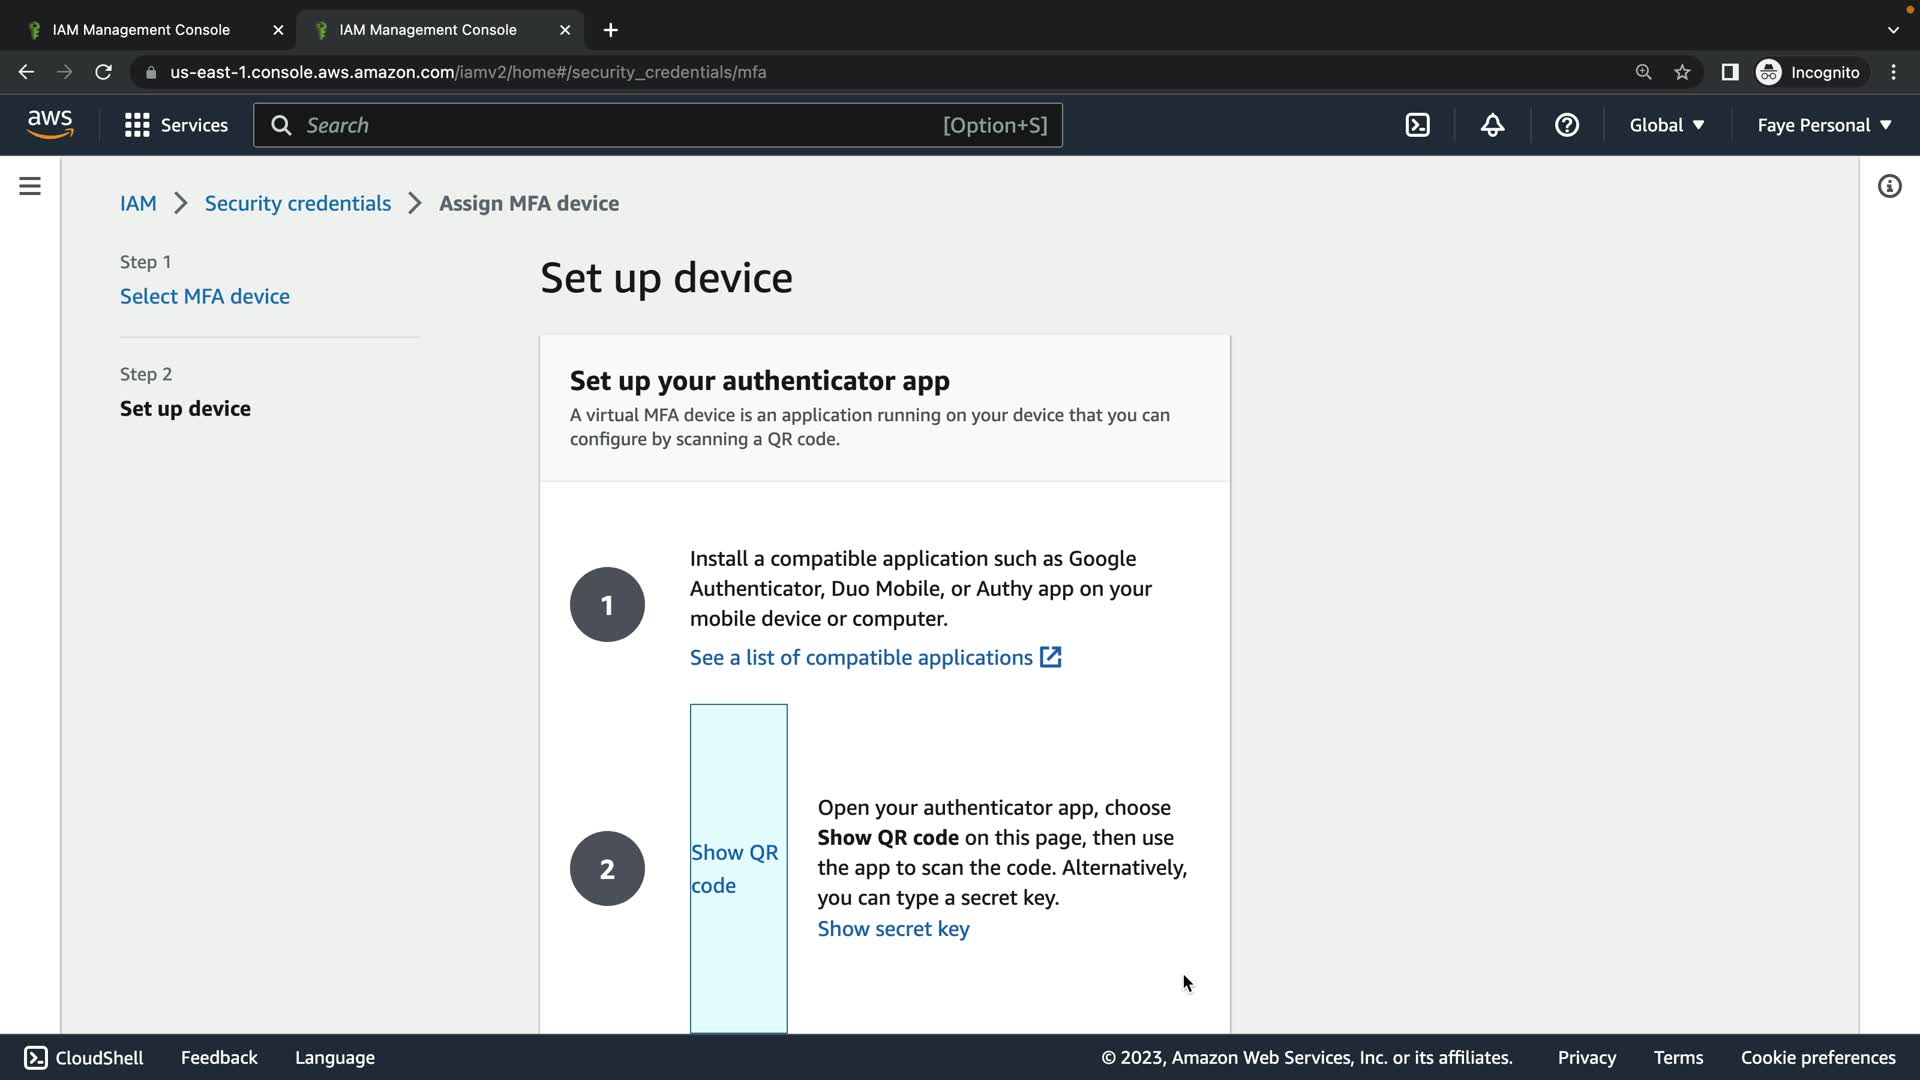 IAM Management Console
IAM Management Console
us-east-1.console.aws.amazon.com/iamv2/home#/security_credentials/mfa
Incognito
aws
Services
Search
[Option+S]
Global
Faye Personal
IAM
Security credentials
Assign MFA device
Step 1
Select MFA device
Step 2
Set up device
Set up device
Set up your authenticator app
A virtual MFA device is an application running on your device that you can
configure by scanning a QR code.
1
Install a compatible application such as Google
Authenticator, Duo Mobile, or Authy app on your
mobile device or computer.
See a list of compatible applications
2
Show QR
code
Open your authenticator app, choose
Show QR code on this page, then use
the app to scan the code. Alternatively,
you can type a secret key.
Show secret key
CloudShell
Feedback
Language
© 2023, Amazon Web Services, Inc. or its affiliates.
Privacy
Terms
Cookie preferences